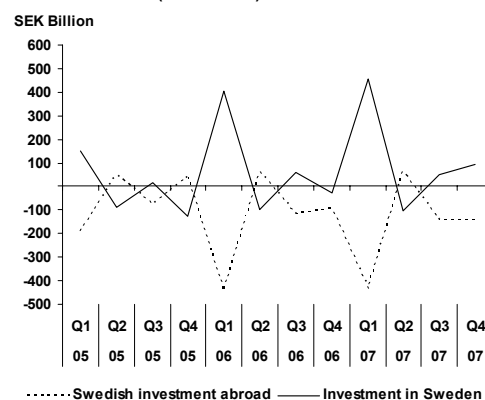 SEK Billion
600
500
400
300
200
100
-100
-200
-300
-400
-500
Q1 Q2 Q3 Q4 Q1 Q2 Q3 Q4 Q1 Q2 Q3 Q4
05 05 05 05 06 06 06 06 07 07 07 07
Swedish investment abroad Investment in Sweden